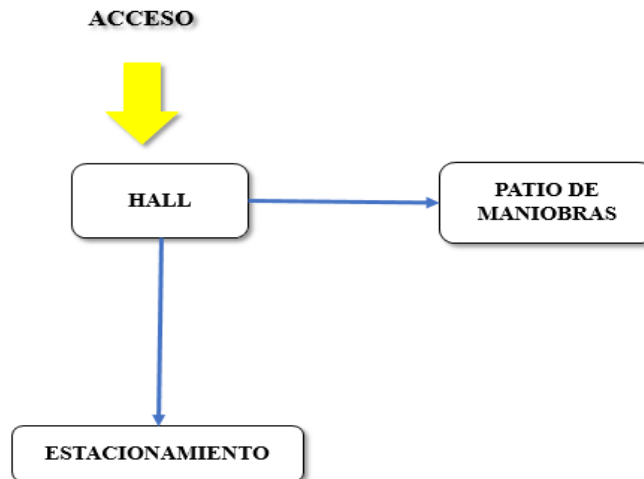 ACCESO
HALL
PATIO DE
MANIOBRAS
ESTACIONAMIENTO